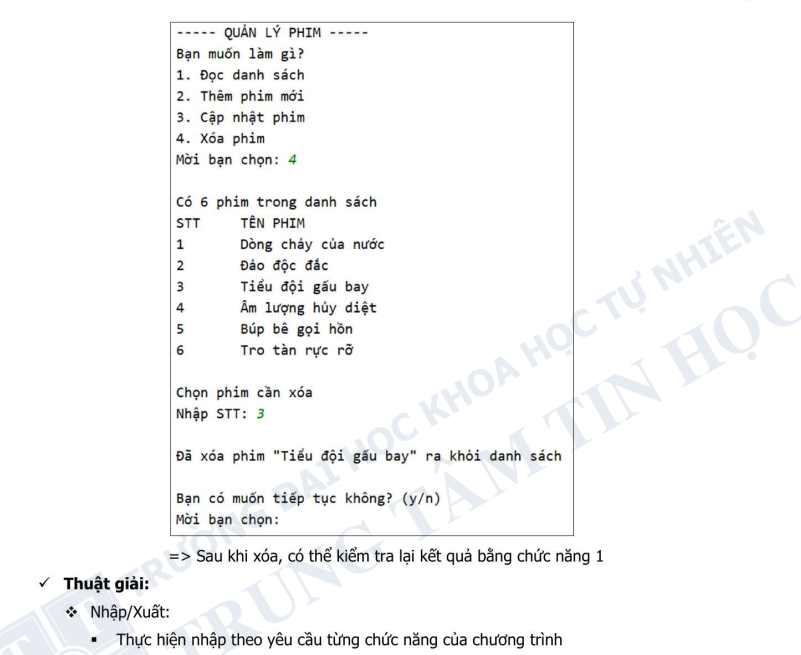 ----- QUẢN LÝ PHIM -----
Bạn muốn làm gì?
1. Đọc danh sách
2. Thêm phim mới
3. Cập nhật phim
4. Xóa phim
Mời bạn chọn: 4
Có 6 phim trong danh sách
STT TÊN PHIM
1 Dòng chảy của nước
2 Đảo độc đắc
3 Tiểu đội gấu bay
4 Âm lượng hủy diệt
5 Búp bê gọi hồn
6 Tro tàn rực rỡ
Chọn phim cần xóa
Nhập STT: 3
Đã xóa phim "Tiểu đội gấu bay" ra khỏi danh sách
Bạn có muốn tiếp tục không? (y/n)
Mời bạn chọn:
=> Sau khi xóa, có thể kiểm tra lại kết quả bằng chức năng 1
✓ Thuật giải:
❖ Nhập/Xuất:
▪ Thực hiện nhập theo yêu cầu từng chức năng của chương trình
TRƯỜNG ĐẠI HỌC KHOA HỌC TỰ NHIÊN
TRUNG TÂM TIN HỌC